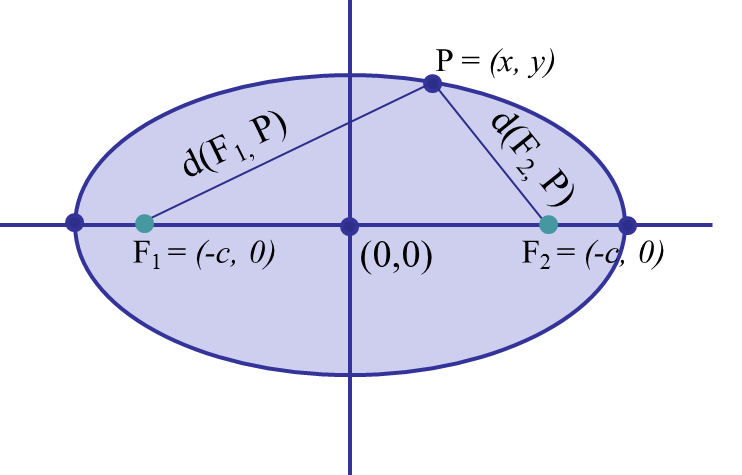 P = (x, y)
d(F1, P)
d(F2, P)
F1 = (-c, 0)
(0,0)
F2 = (-c, 0)